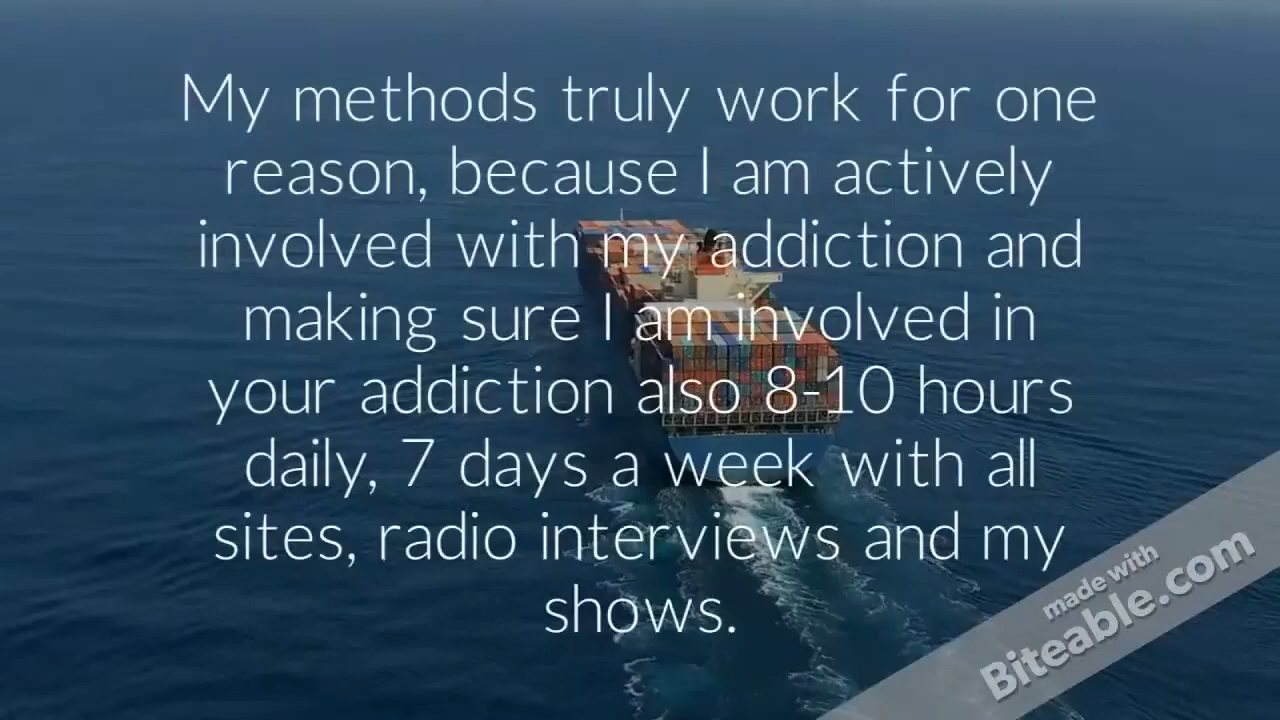 My methods truly work for one
reason, because I am actively
involved with my addiction and
making sure I am involved in
your addiction also 8-10 hours
daily, 7 days a week with all
sites, radio interviews and my
shows.
made with
Biteable.com